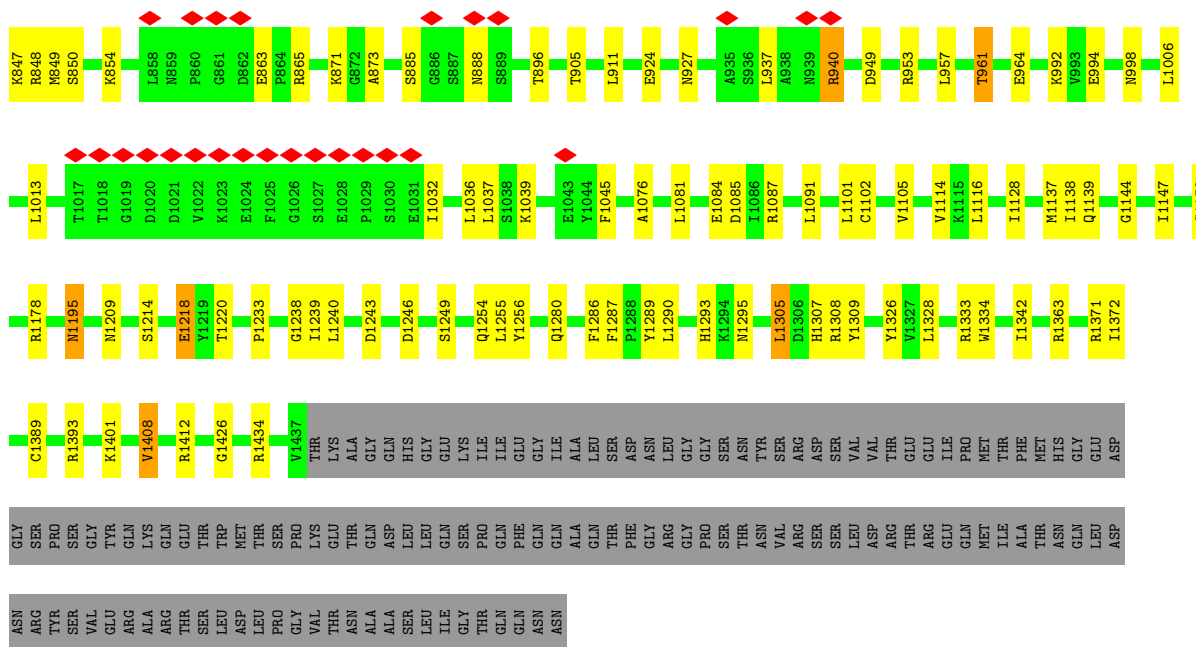 K847 R848 M849 S850 K854 L858 N859 P860 G861 D862 E863 P864 R865 K871 G872 A873 S885 G886 S887 N888 S889 T896 T905 L911 E924 N927 A935 S936 L937 A938 N939 R940 D949 R953 L957 T961 E964 K992 V993 E994 N998 L1006
L1013 T1017 T1018 G1019 D1020 D1021 V1022 K1023 E1024 F1025 G1026 S1027 E1028 P1029 S1030 E1031 I1032 L1036 L1037 S1038 K1039 E1043 Y1044 F1045 A1076 L1081 E1084 D1085 I1086 R1087 L1091 L1101 C1102 V1105 V1114 K1115 L1116 I1128 M1137 I1138 Q1139 G1144 I1147
R1178 N1195 N1209 S1214 E1218 Y1219 T1220 P1233 G1238 I1239 L1240 D1243 D1246 S1249 Q1254 L1255 Y1256 Q1280 F1286 F1287 P1288 Y1289 L1290 H1293 K1294 N1295 L1305 D1306 H1307 R1308 Y1309 Y1326 V1327 L1328 R1333 W1334 I1342 R1363 R1371 I1372
C1389 R1393 K1401 V1408 R1412 G1426 R1434 V1437 THR LYS ALA GLY GLN HIS GLY GLU LYS ILE ILE GLU GLY ILE ALA LEU SER ASP ASN LEU GLY GLY SER ASN TYR SER ARG ASP SER VAL VAL THR GLU GLU ILE PRO MET THR PHE MET HIS GLY GLU ASP
GLY SER PRO SER GLY TYR GLN LYS GLN GLU THR TRP MET THR SER PRO LYS GLU THR GLN ASP LEU LEU GLN SER PRO GLN PHE GLN GLN ALA GLN THR PHE GLY ARG GLY PRO SER THR ASN VAL ARG SER SER LEU ASP ARG THR ARG GLU GLN MET ILE ALA THR ASN GLN LEU ASP
ASN ARG TYR SER VAL GLU ARG ALA ARG THR SER LEU ASP LEU PRO GLY VAL THR ASN ALA ALA SER LEU ILE GLY THR GLN GLN ASN ASN